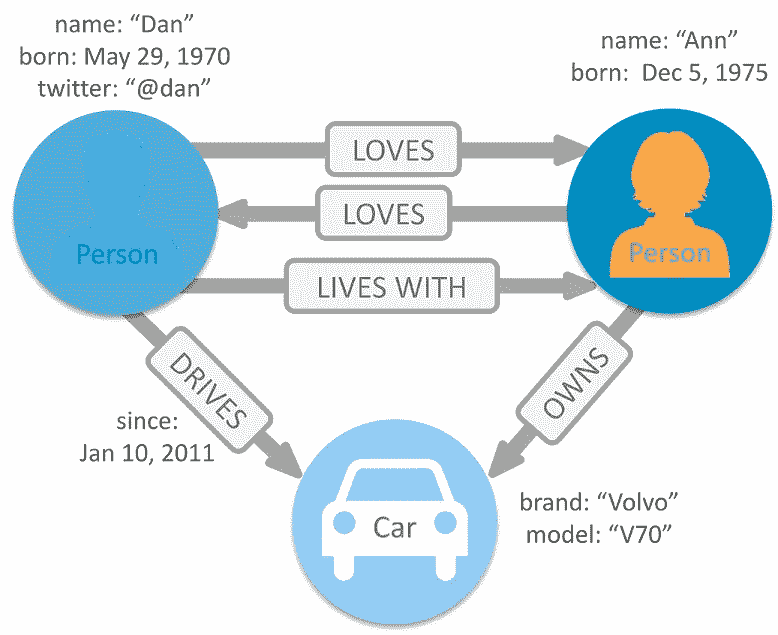 name: “Dan”
born: May 29, 1970
twitter: “@dan”
name: “Ann”
born:  Dec 5, 1975
LOVES
LOVES
Person
Person
LIVES WITH
DRIVES
OWNS
since:
Jan 10, 2011
Car
brand: “Volvo”
model: “V70”